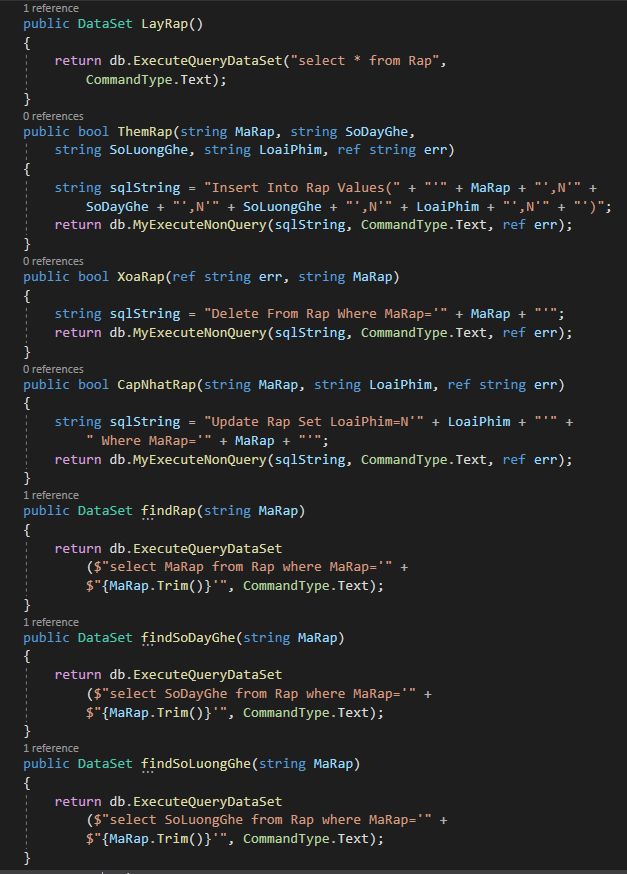 1 reference
public DataSet LayRap()
{
    return db.ExecuteQueryDataSet("select * from Rap",
        CommandType.Text);
}
0 references
public bool ThemRap(string MaRap, string SoDayGhe,
    string SoLuongGhe, string LoaiPhim, ref string err)
{
    string sqlString = "Insert Into Rap Values(" + "'" + MaRap + "',N'" +
        SoDayGhe + "',N'" + SoLuongGhe + "',N'" + LoaiPhim + "',N'" + "')";
    return db.MyExecuteNonQuery(sqlString, CommandType.Text, ref err);
}
0 references
public bool XoaRap(ref string err, string MaRap)
{
    string sqlString = "Delete From Rap Where MaRap='" + MaRap + "'";
    return db.MyExecuteNonQuery(sqlString, CommandType.Text, ref err);
}
0 references
public bool CapNhatRap(string MaRap, string LoaiPhim, ref string err)
{
    string sqlString = "Update Rap Set LoaiPhim=N'" + LoaiPhim + "'" +
        " Where MaRap='" + MaRap + "'";
    return db.MyExecuteNonQuery(sqlString, CommandType.Text, ref err);
}
1 reference
public DataSet findRap(string MaRap)
{
    return db.ExecuteQueryDataSet
        ($"select MaRap from Rap where MaRap='" +
        $"{MaRap.Trim()}'", CommandType.Text);
}
1 reference
public DataSet findSoDayGhe(string MaRap)
{
    return db.ExecuteQueryDataSet
        ($"select SoDayGhe from Rap where MaRap='" +
        $"{MaRap.Trim()}'", CommandType.Text);
}
1 reference
public DataSet findSoLuongGhe(string MaRap)
{
    return db.ExecuteQueryDataSet
        ($"select SoLuongGhe from Rap where MaRap='" +
        $"{MaRap.Trim()}'", CommandType.Text);
}